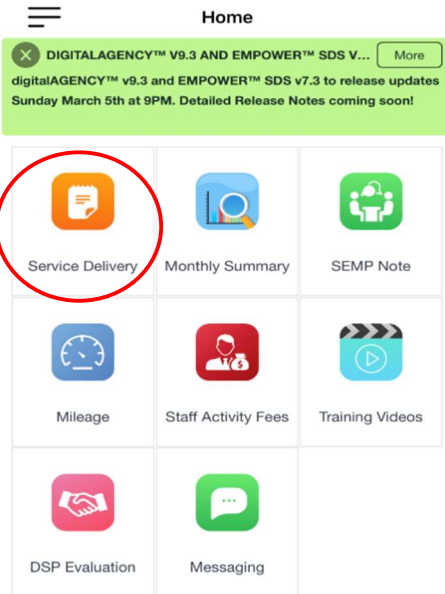 Home
DIGITALAGENCY™ V9.3 AND EMPOWER™ SDS V... More
digitalAGENCY™ v9.3 and EMPOWER™ SDS v7.3 to release updates
Sunday March 5th at 9PM. Detailed Release Notes coming soon!
Service Delivery Monthly Summary SEMP Note
Mileage Staff Activity Fees Training Videos
DSP Evaluation Messaging